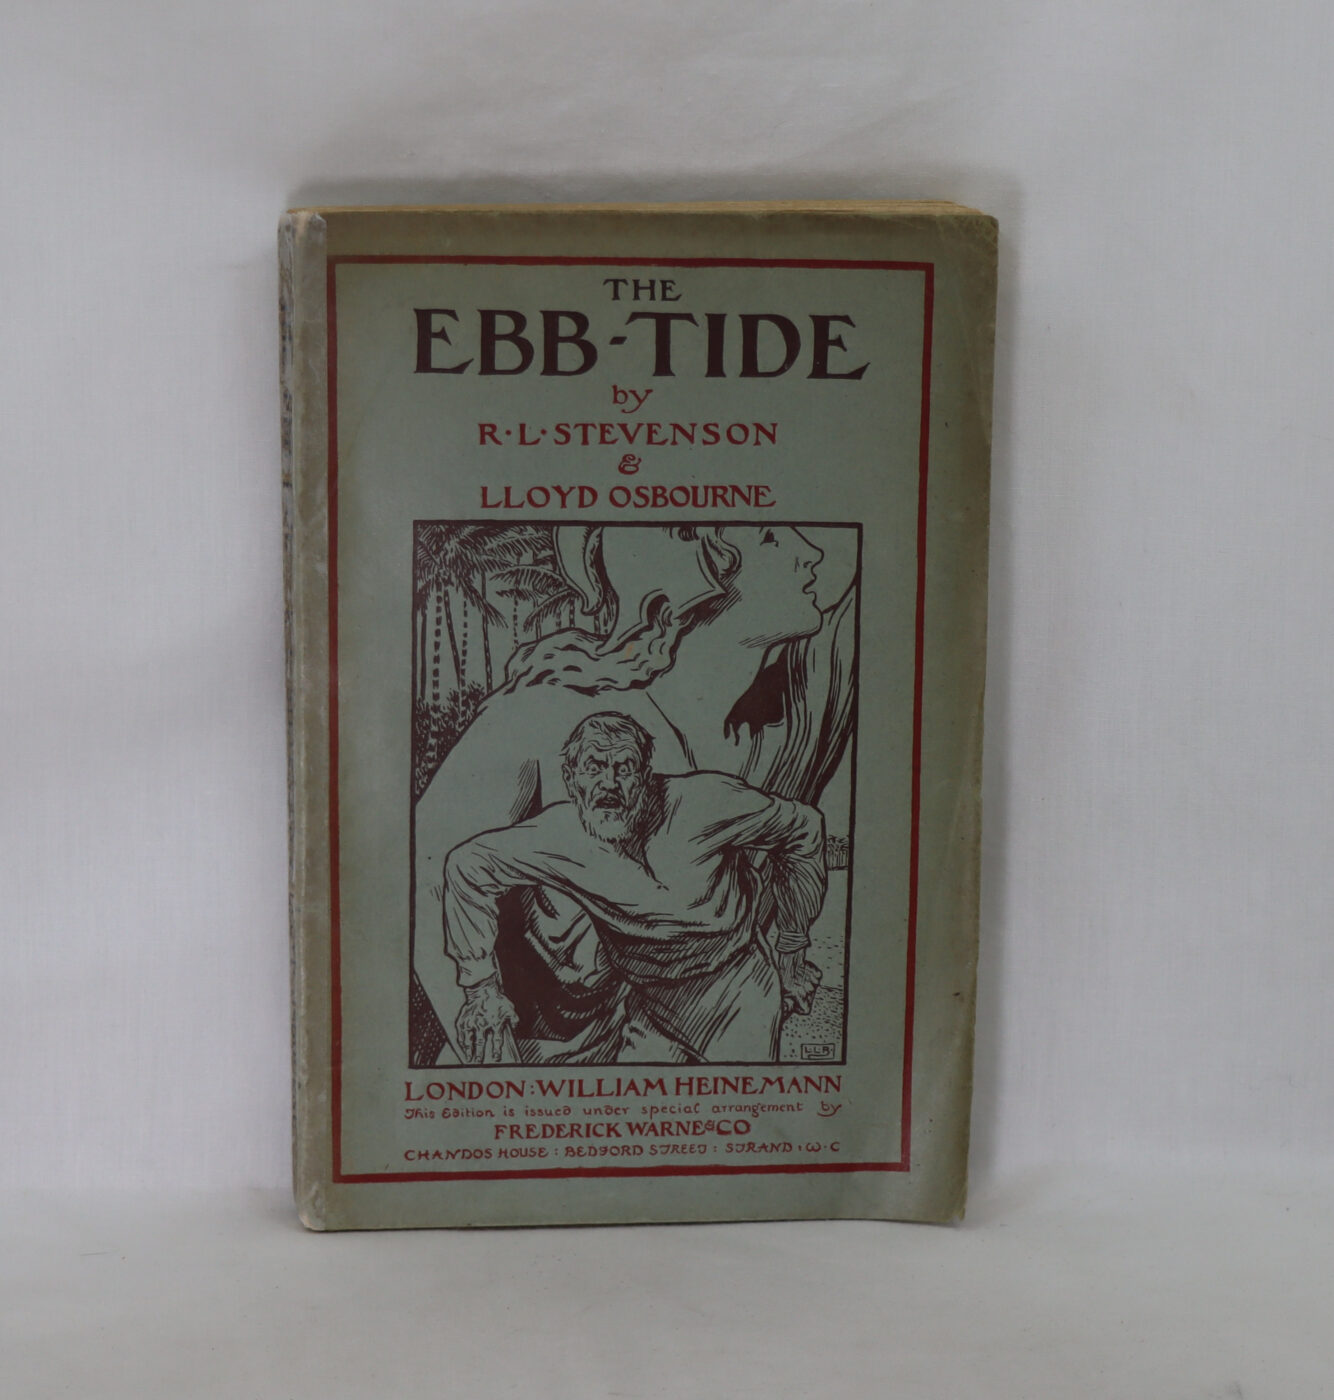 THE
EBB-TIDE
by
R·L·STEVENSON
&
LLOYD OSBOURNE
L.L.B.
LONDON:WILLIAM HEINEMANN
This Edition is issued under special arrangement by
FREDERICK WARNE & CO
CHANDOS HOUSE : BEDFORD STREET : STRAND · W·C